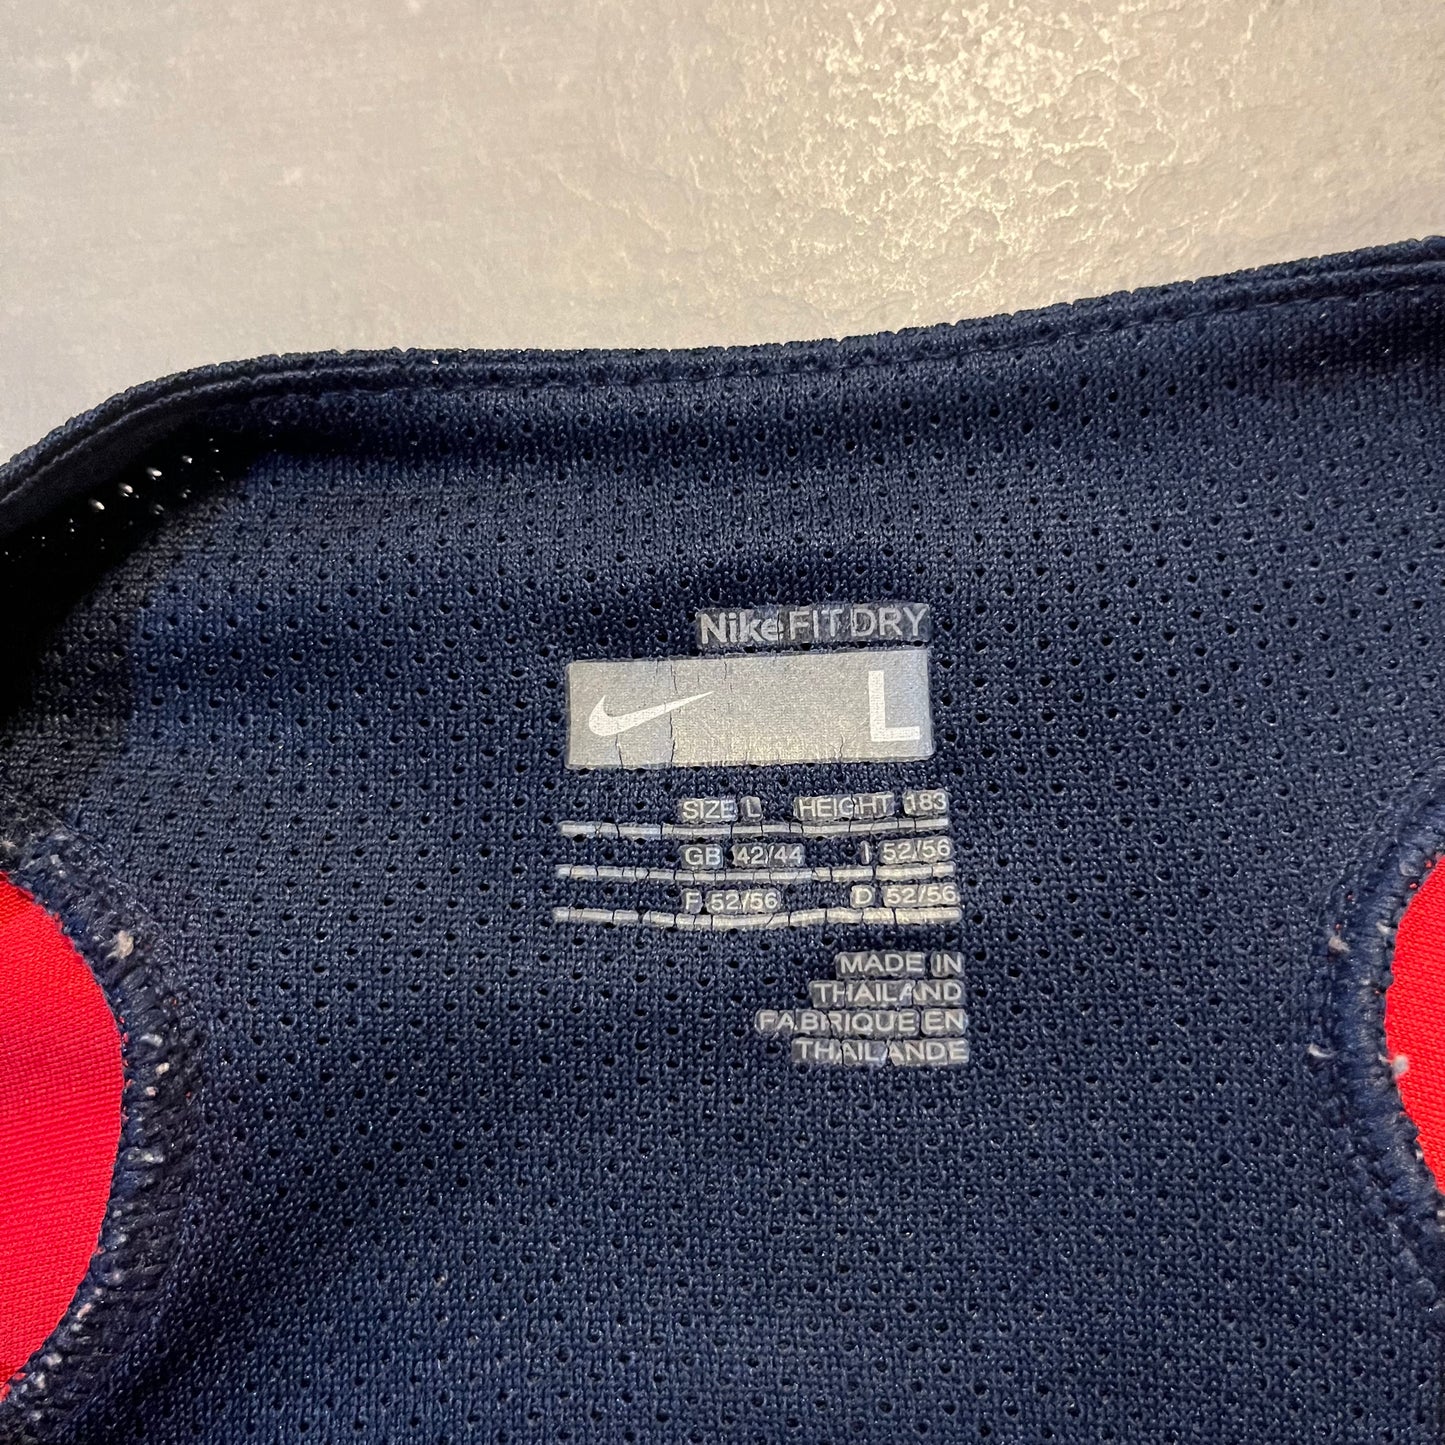 Nike FIT DRY
L
SIZE L HEIGHT 183
GB 42/44 I 52/56
F 52/56 D 52/56
MADE IN
THAILAND
FABRIQUE EN
THAILANDE